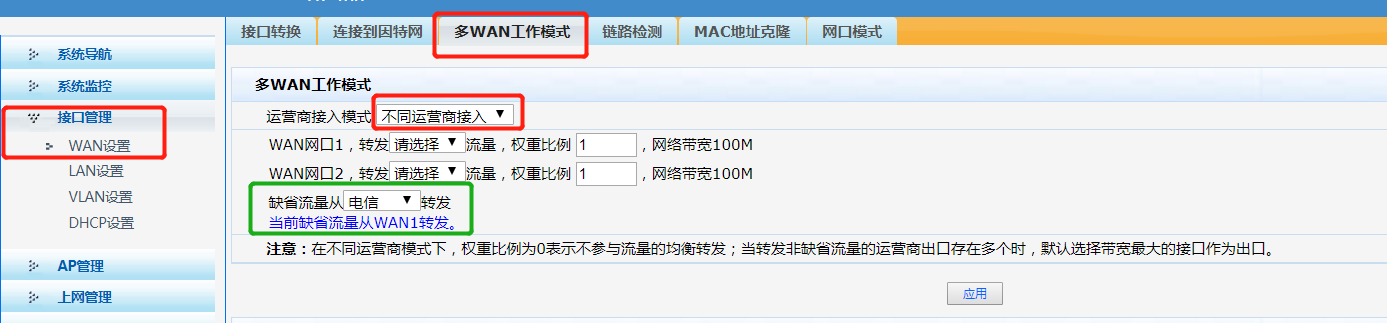 接口转换 连接到因特网 多WAN工作模式 链路检测 MAC地址克隆 网口模式
系统导航
系统监控
接口管理
WAN设置
LAN设置
VLAN设置
DHCP设置
AP管理
上网管理
多WAN工作模式
运营商接入模式 不同运营商接入
WAN网口1，转发 请选择 流量，权重比例 1 ，网络带宽100M
WAN网口2，转发 请选择 流量，权重比例 1 ，网络带宽100M
缺省流量从 电信 转发
当前缺省流量从WAN1转发。
注意：在不同运营商模式下，权重比例为0表示不参与流量的均衡转发；当转发非缺省流量的运营商出口存在多个时，默认选择带宽最大的接口作为出口。
应用